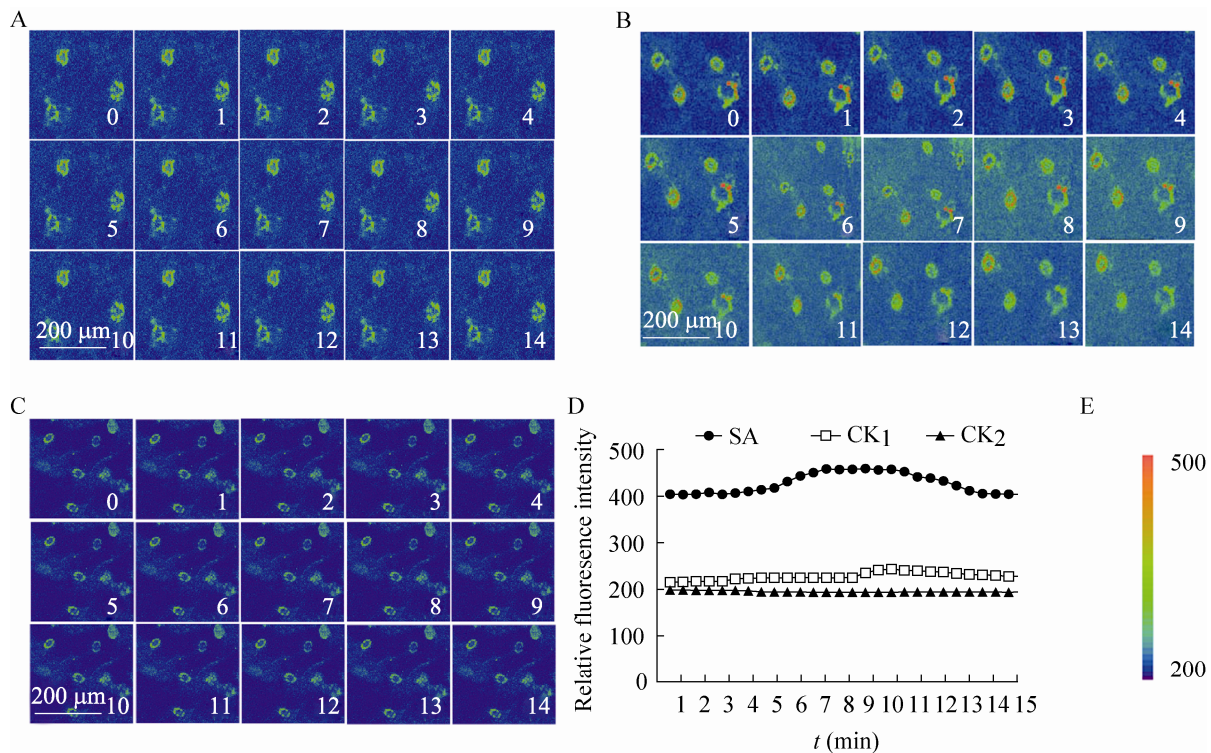 A
0 1 2 3 4
5 6 7 8 9
200 μm
10 11 12 13 14
B
0 1 2 3 4
5 6 7 8 9
200 μm
10 11 12 13 14
C
0 1 2 3 4
5 6 7 8 9
200 μm
10 11 12 13 14
D
SA CK1 CK2
Relative fluoresence intensity
500
400
300
200
100
0
1 2 3 4 5 6 7 8 9 10 11 12 13 14 15
t (min)
E
500
200